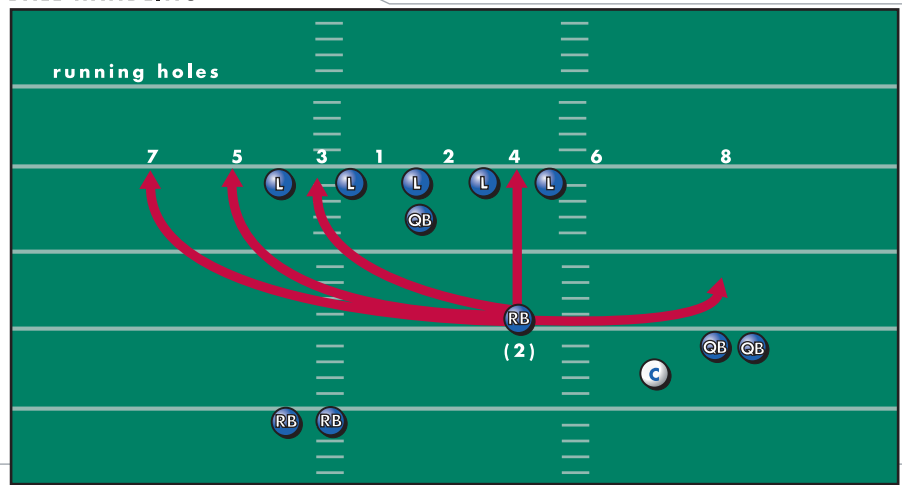 running holes
7 5 3 1 2 4 6 8
L L L L L
QB
RB
(2)
QB QB
C
RB RB